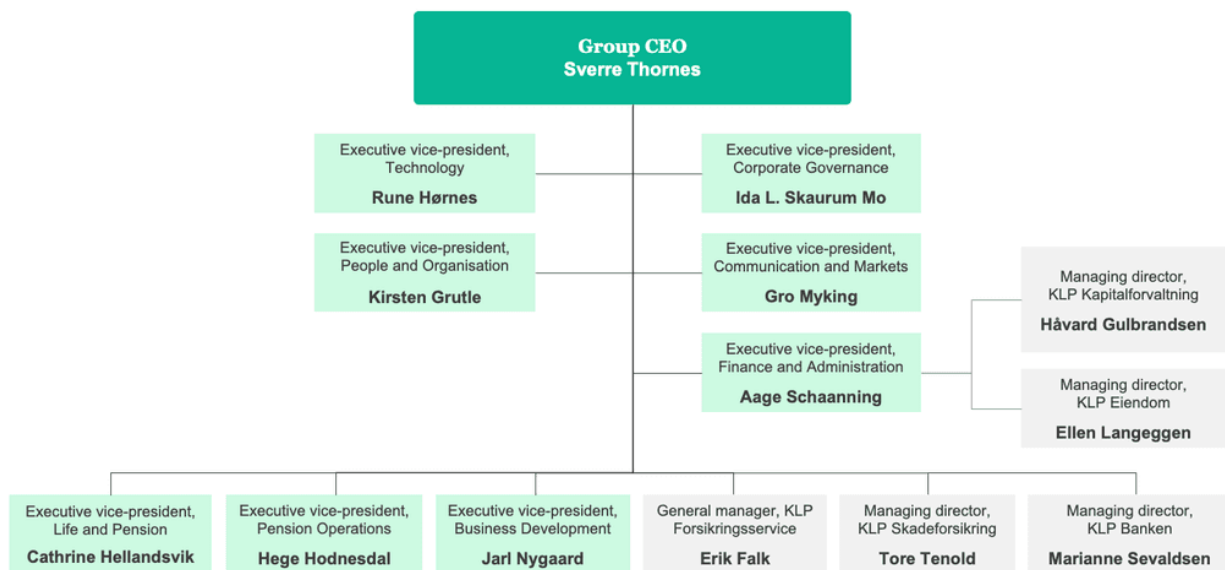 Group CEO
Sverre Thornes
Executive vice-president,
Technology
Rune Hørnes
Executive vice-president,
Corporate Governance
Ida L. Skaurum Mo
Executive vice-president,
People and Organisation
Kirsten Grutle
Executive vice-president,
Communication and Markets
Gro Myking
Managing director,
KLP Kapitalforvaltning
Håvard Gulbrandsen
Executive vice-president,
Finance and Administration
Aage Schaanning
Managing director,
KLP Eiendom
Ellen Langeggen
Executive vice-president,
Life and Pension
Cathrine Hellandsvik
Executive vice-president,
Pension Operations
Hege Hodnesdal
Executive vice-president,
Business Development
Jarl Nygaard
General manager, KLP
Forsikringsservice
Erik Falk
Managing director,
KLP Skadeforsikring
Tore Tenold
Managing director,
KLP Banken
Marianne Sevaldsen